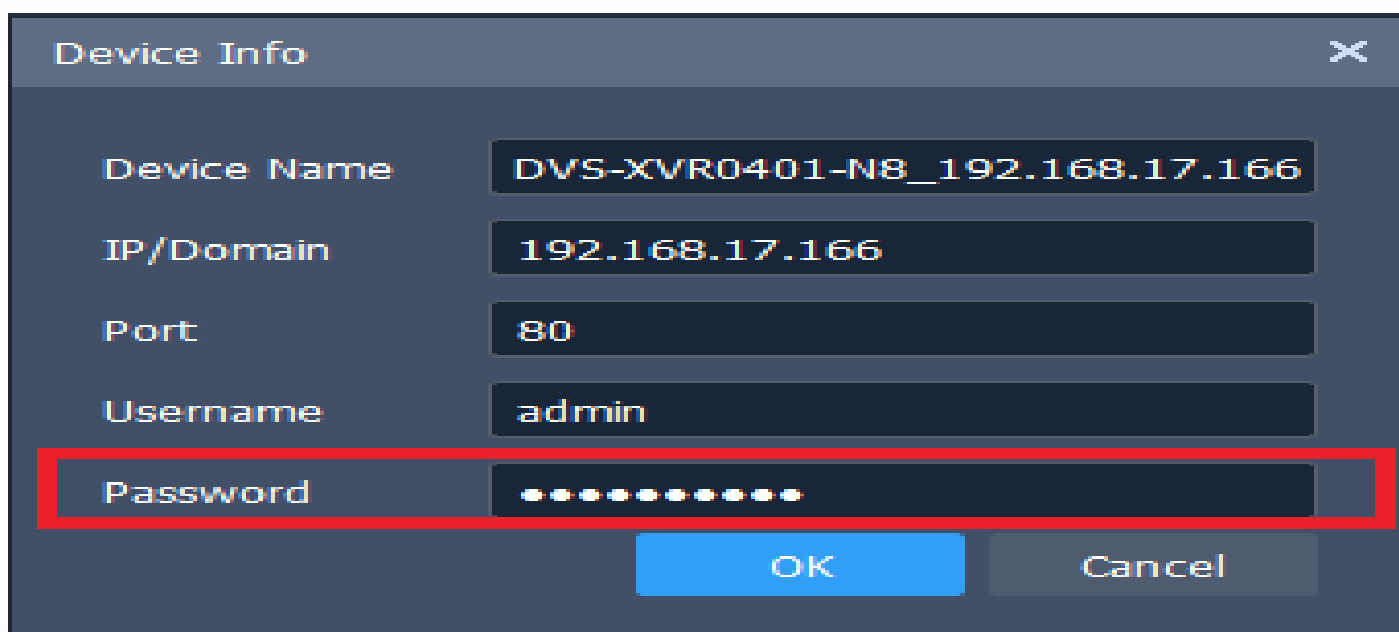 Device Info
Device Name DVS-XVR0401-N8_192.168.17.166
IP/Domain 192.168.17.166
Port 80
Username admin
Password ●●●●●●●●●●
OK Cancel